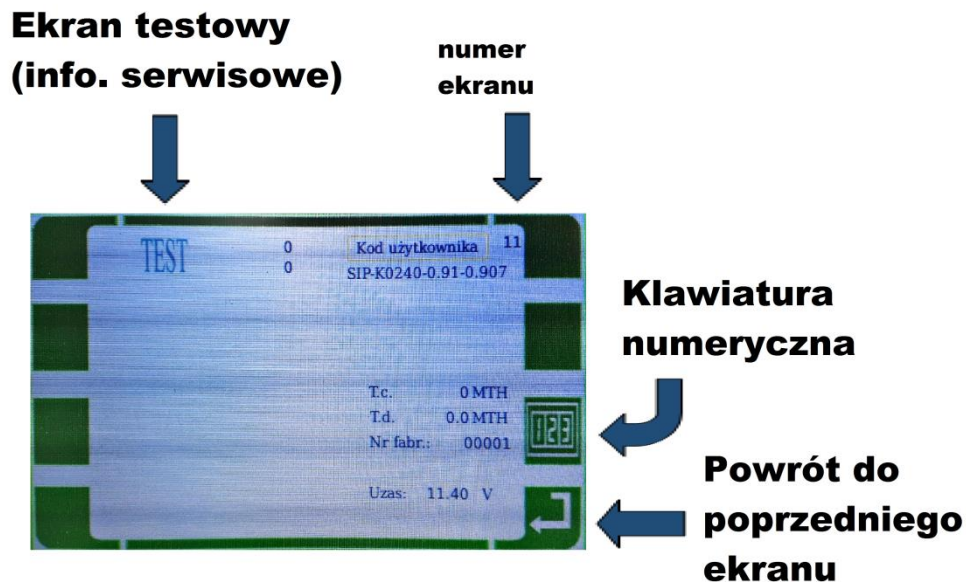 Ekran testowy
(info. serwisowe)
numer
ekranu
TEST
0
0
Kod użytkownika
11
SIP-K0240-0.91-0.907
T.c. 0 MTH
T.d. 0.0 MTH
Nr fabr.: 00001
123
Uzas: 11.40 V
Klawiatura
numeryczna
Powrót do
poprzedniego
ekranu